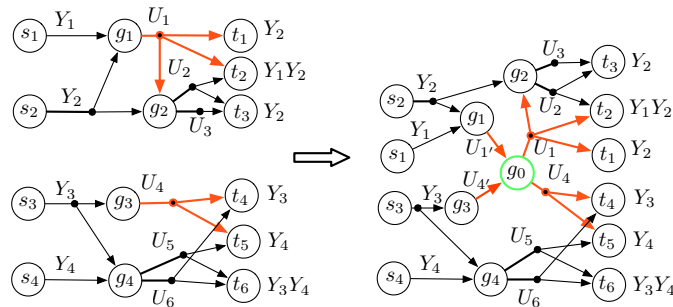 s₁ Y₁ g₁ U₁ t₁ Y₂
U₂ t₂ Y₁Y₂
s₂ Y₂ g₂ U₃ t₃ Y₂
s₃ Y₃ g₃ U₄ t₄ Y₃
U₅ t₅ Y₄
s₄ Y₄ g₄ U₆ t₆ Y₃Y₄
g₂ U₃ t₃ Y₂
s₂ Y₂ U₂ t₂ Y₁Y₂
g₁
s₁ Y₁ U₁′ U₁ t₁ Y₂
g₀
s₃ Y₃ g₃ U₄′ U₄ t₄ Y₃
U₅ t₅ Y₄
s₄ Y₄ g₄ U₆ t₆ Y₃Y₄